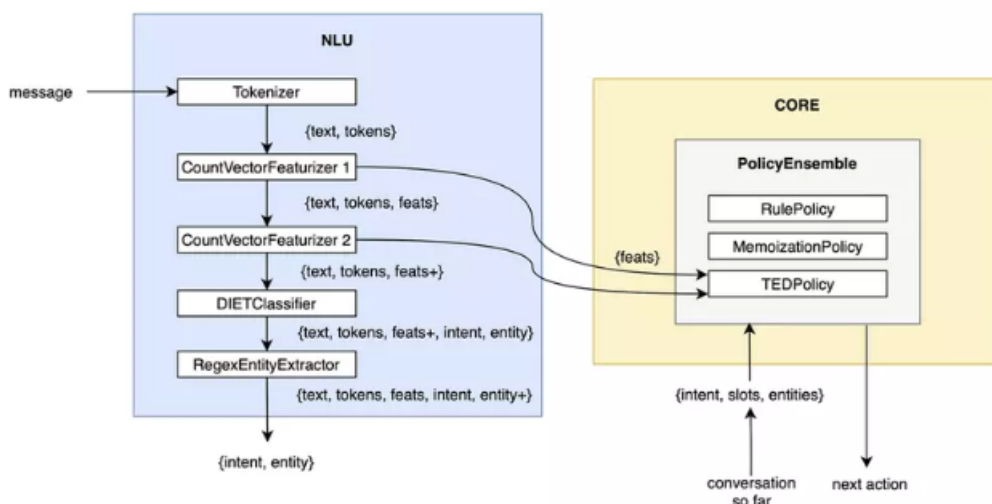 NLU
message
Tokenizer
{text, tokens}
CountVectorFeaturizer 1
{text, tokens, feats}
CountVectorFeaturizer 2
{text, tokens, feats+}
DIETClassifier
{text, tokens, feats+, intent, entity}
RegexEntityExtractor
{text, tokens, feats, intent, entity+}
{intent, entity}
{feats}
CORE
PolicyEnsemble
RulePolicy
MemoizationPolicy
TEDPolicy
{intent, slots, entities}
conversation
so far
next action